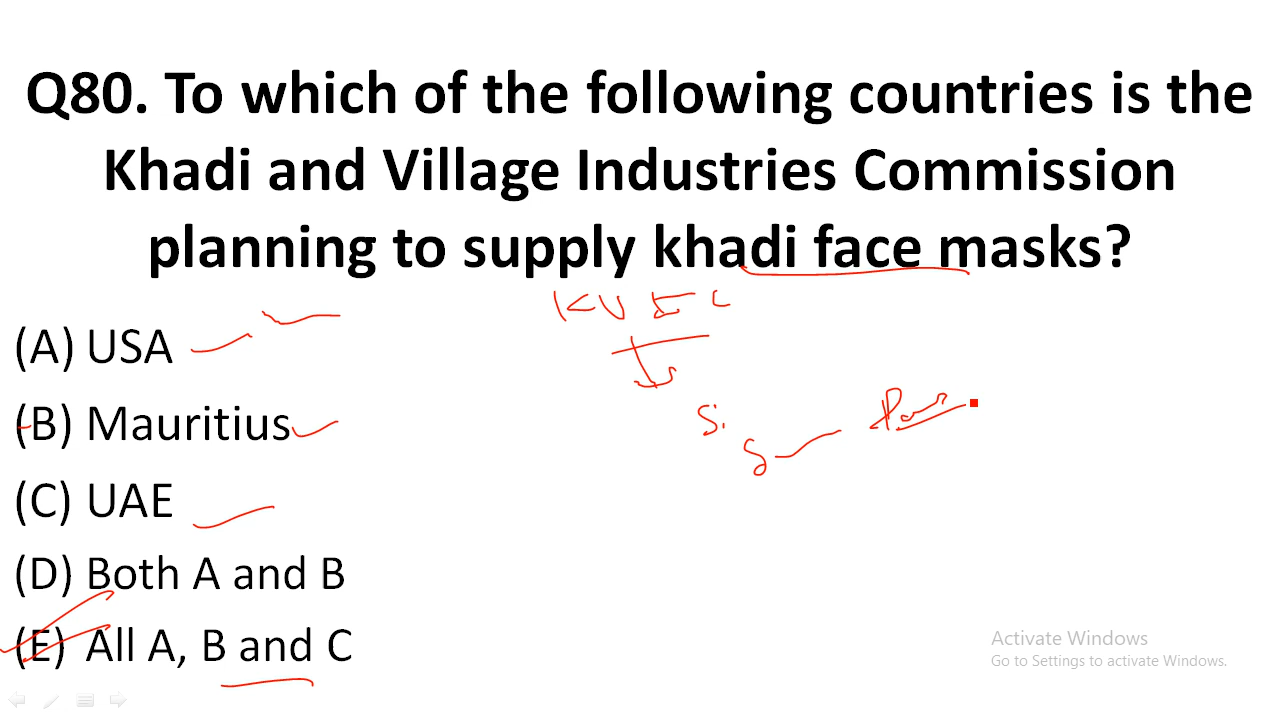 Q80. To which of the following countries is the
Khadi and Village Industries Commission
planning to supply khadi face masks?
KVIC
(A) USA
(B) Mauritius
(C) UAE
(D) Both A and B
(E) All A, B and C
Activate Windows
Go to Settings to activate Windows.